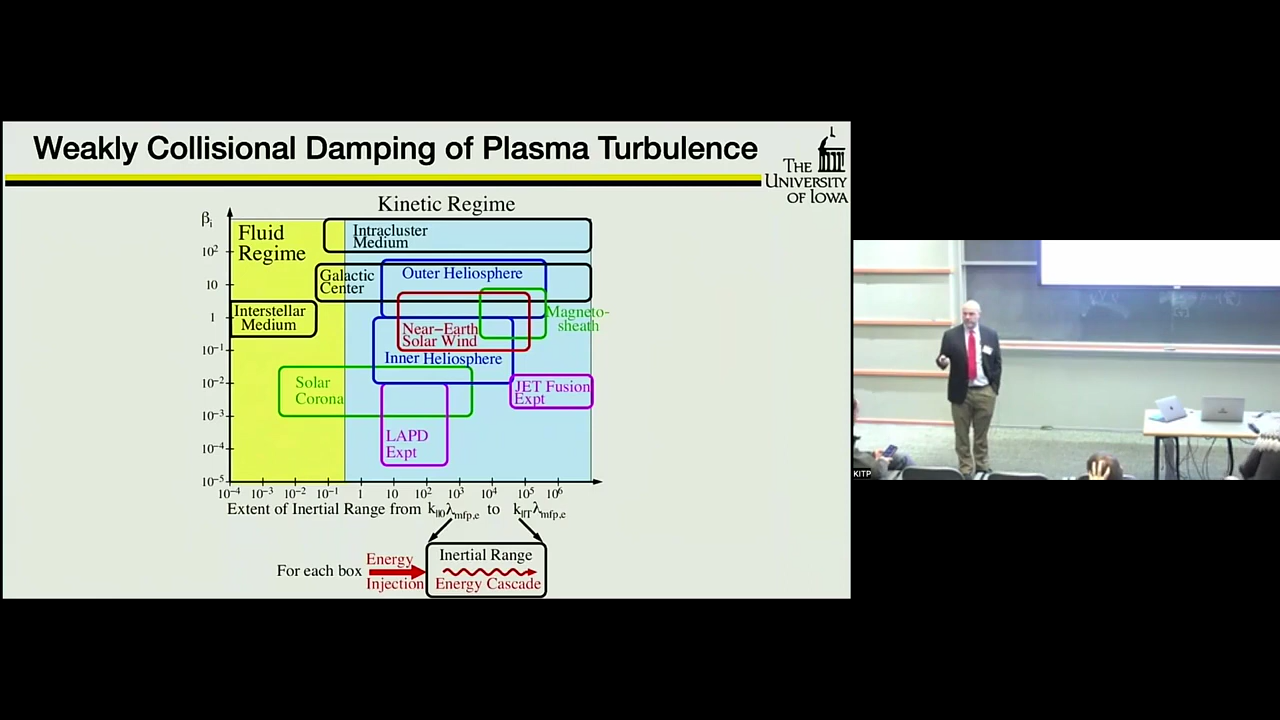 Weakly Collisional Damping of Plasma Turbulence
THE
UNIVERSITY
OF IOWA
Kinetic Regime
βi
Fluid
Regime
Intracluster
Medium
10²
Galactic
Center
Outer Heliosphere
10
Interstellar
Medium
1
Magneto-
sheath
Near−Earth
Solar Wind
10⁻¹
Inner Heliosphere
10⁻²
Solar
Corona
JET Fusion
Expt
10⁻³
LAPD
Expt
10⁻⁴
10⁻⁵
10⁻⁴ 10⁻³ 10⁻² 10⁻¹ 1 10 10² 10³ 10⁴ 10⁵ 10⁶
Extent of Inertial Range from k||0λmfp,e to k||Tλmfp,e
For each box
Energy
Injection
Inertial Range
Energy Cascade
KITP